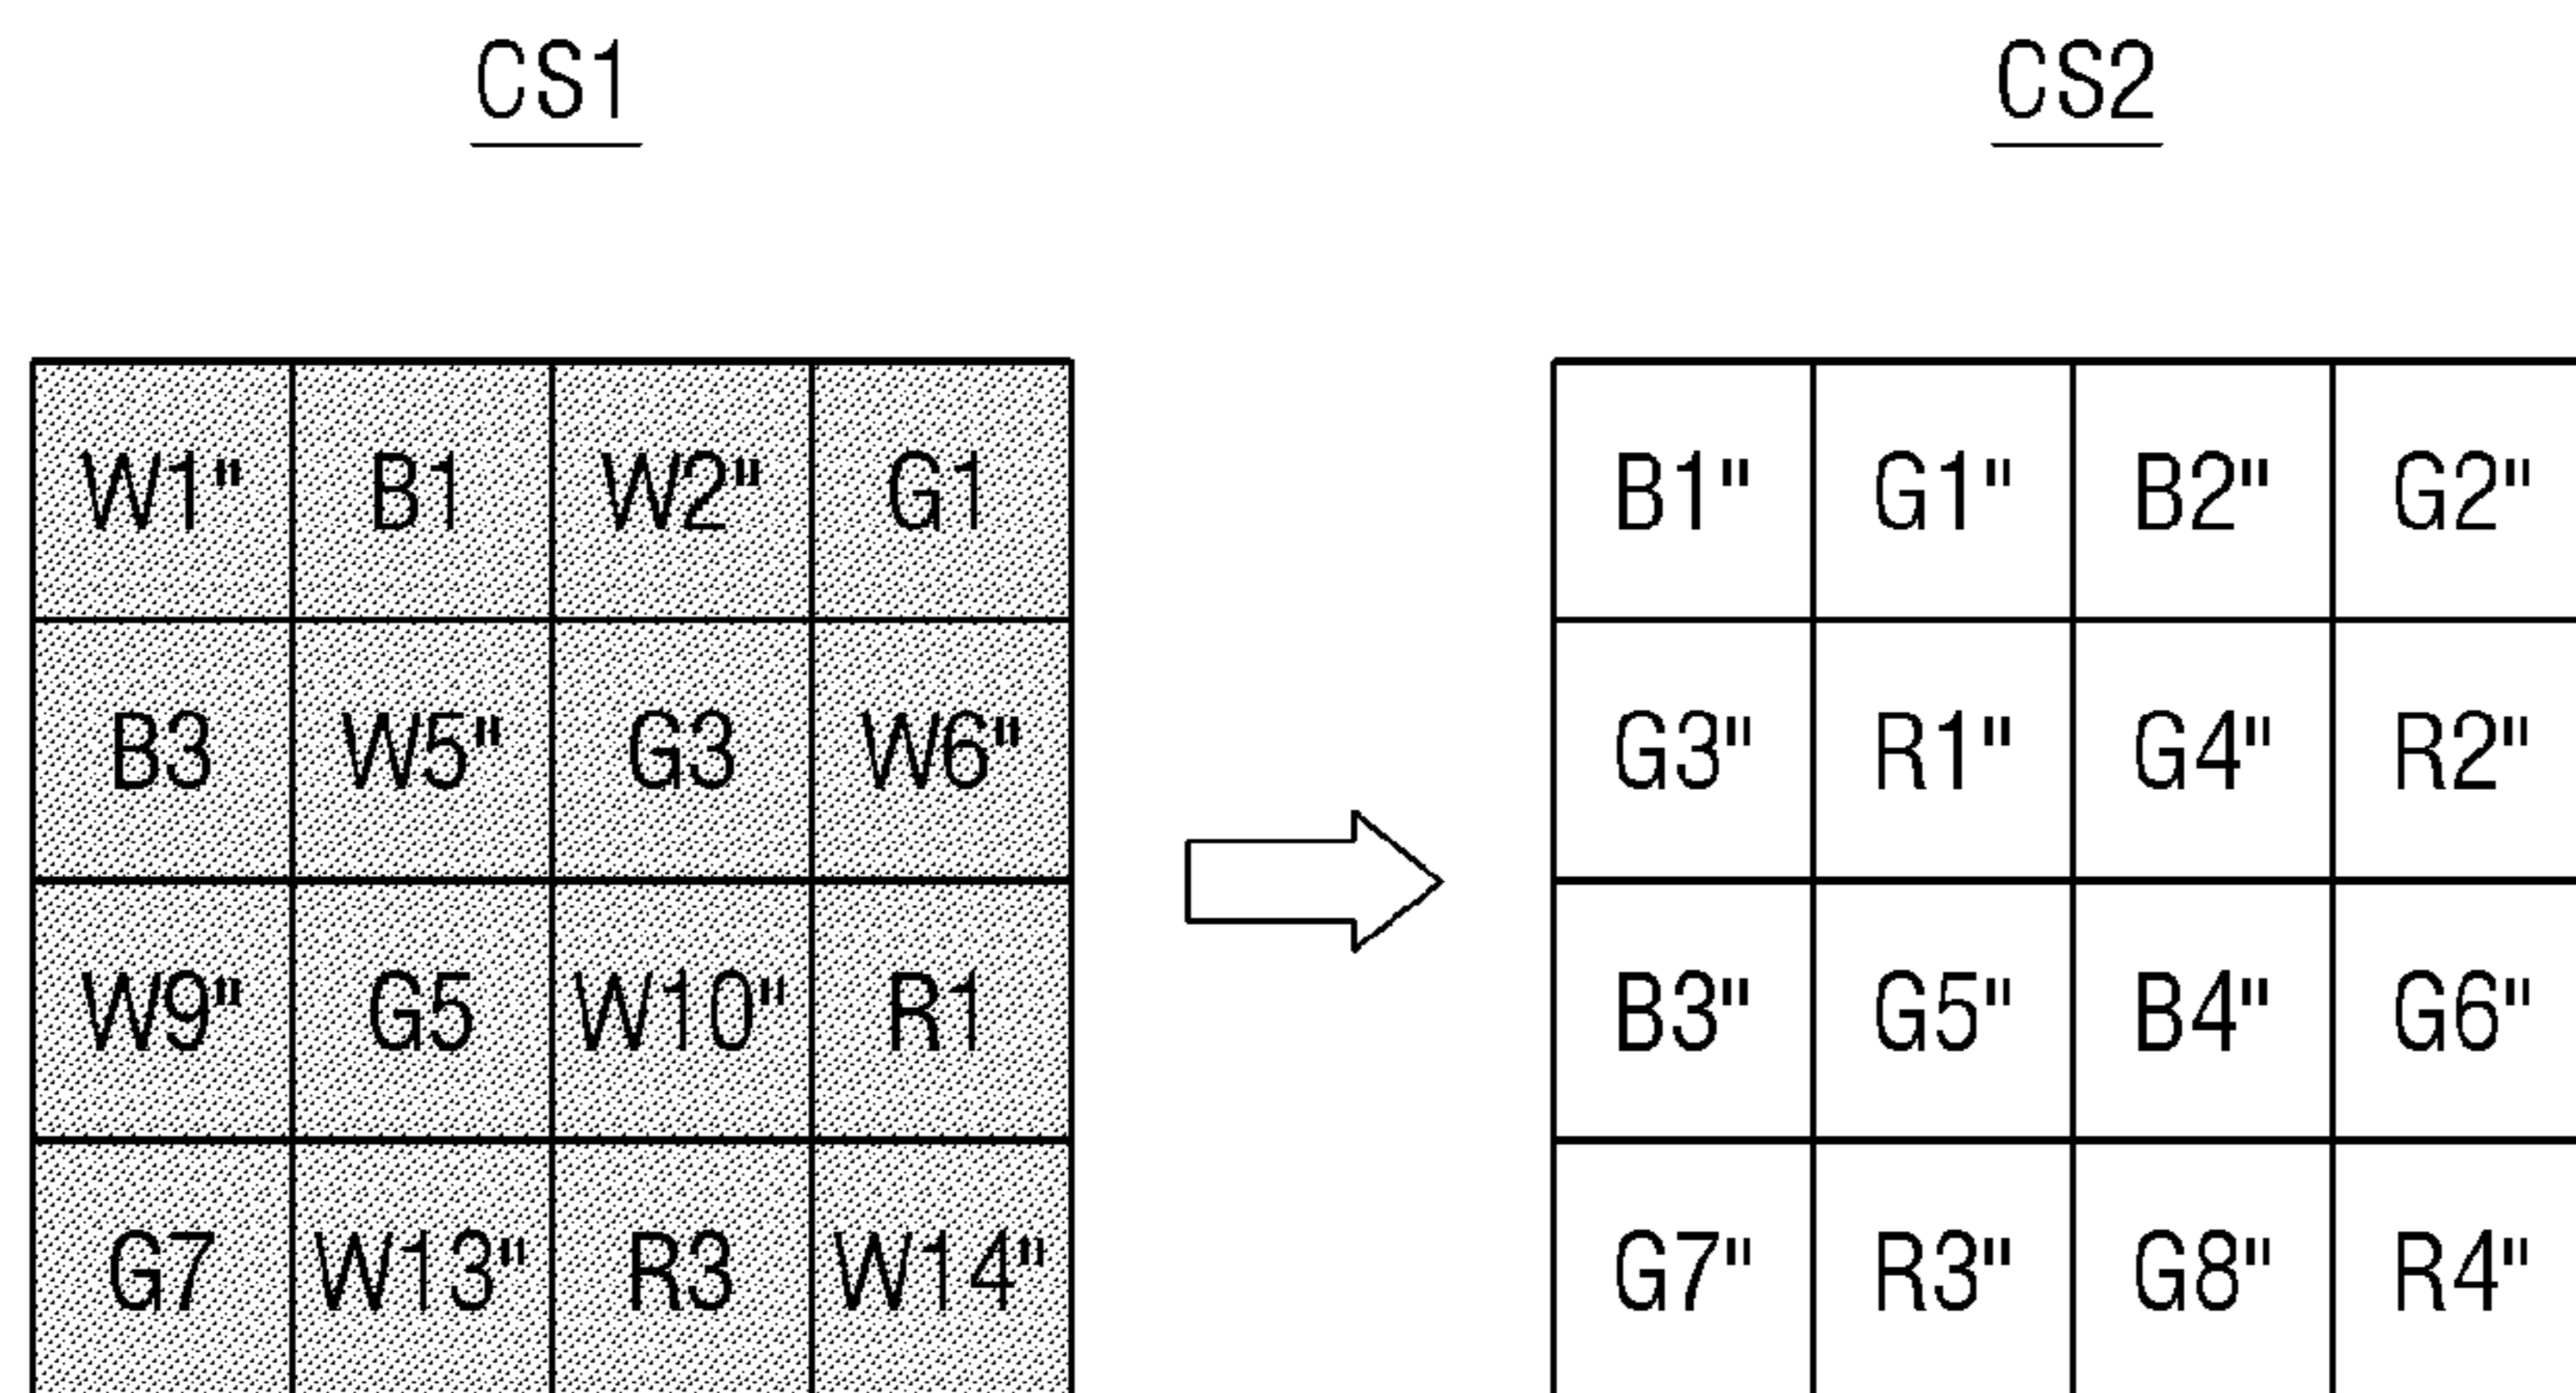 CS1
CS2
W1" B1 W2" G1
B3 W5" G3 W6"
W9" G5 W10" R1
G7 W13" R3 W14"
B1" G1" B2" G2"
G3" R1" G4" R2"
B3" G5" B4" G6"
G7" R3" G8" R4"